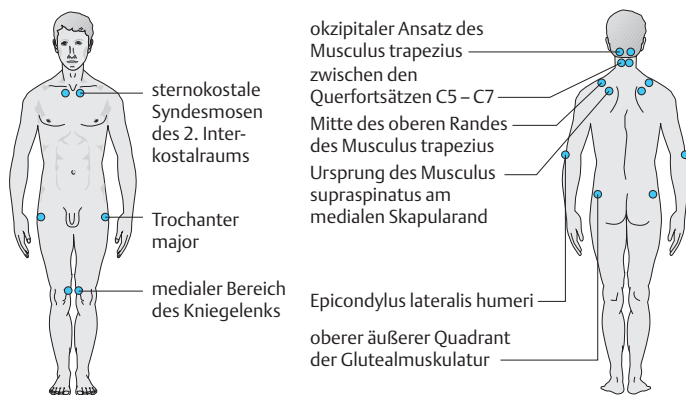 sternokostale
Syndesmosen
des 2. Inter-
kostalraums
Trochanter
major
medialer Bereich
des Kniegelenks
okzipitaler Ansatz des
Musculus trapezius
zwischen den
Querfortsätzen C5 – C7
Mitte des oberen Randes
des Musculus trapezius
Ursprung des Musculus
supraspinatus am
medialen Skapularand
Epicondylus lateralis humeri
oberer äußerer Quadrant
der Glutealmuskulatur